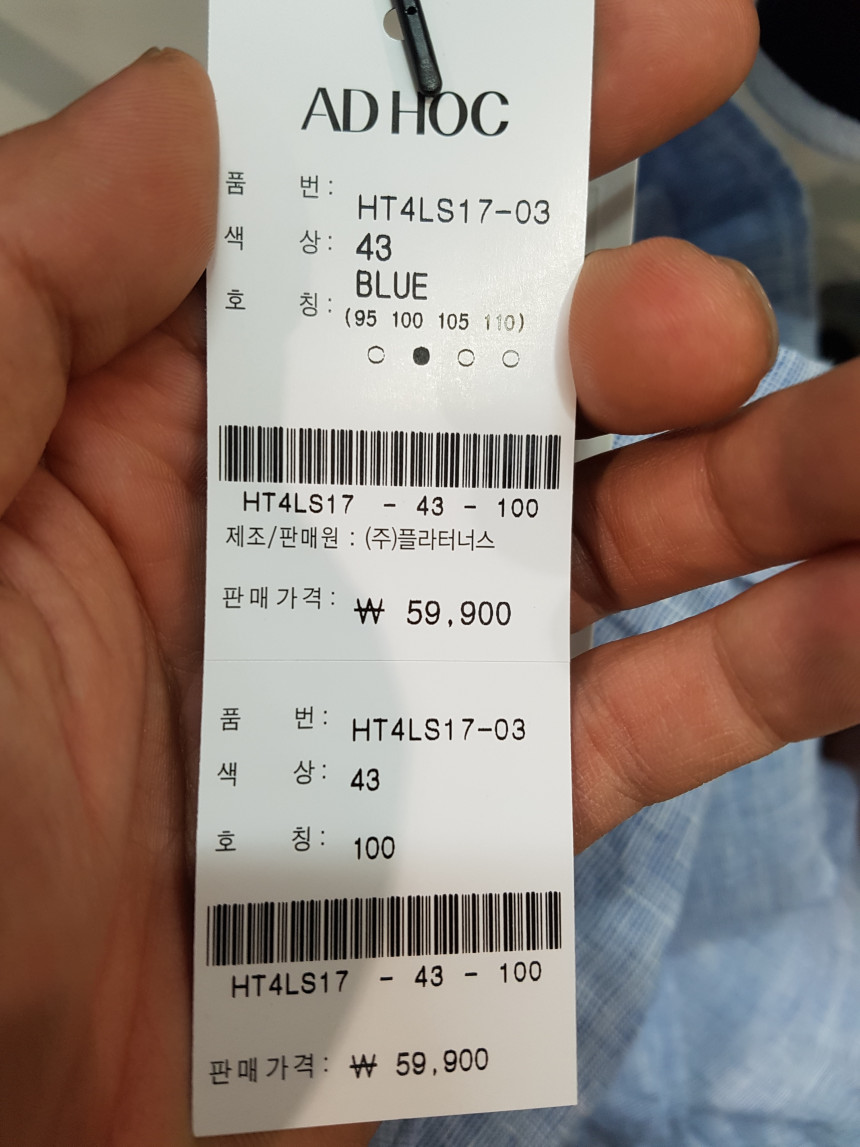 AD HOC
품 번 : HT4LS17-03
색 상 : 43
BLUE
호 칭 : (95 100 105 110)
HT4LS17 - 43 - 100
제조/판매원 : (주)플라터너스
판매가격 : ₩ 59,900
품 번 : HT4LS17-03
색 상 : 43
호 칭 : 100
HT4LS17 - 43 - 100
판매가격 : ₩ 59,900